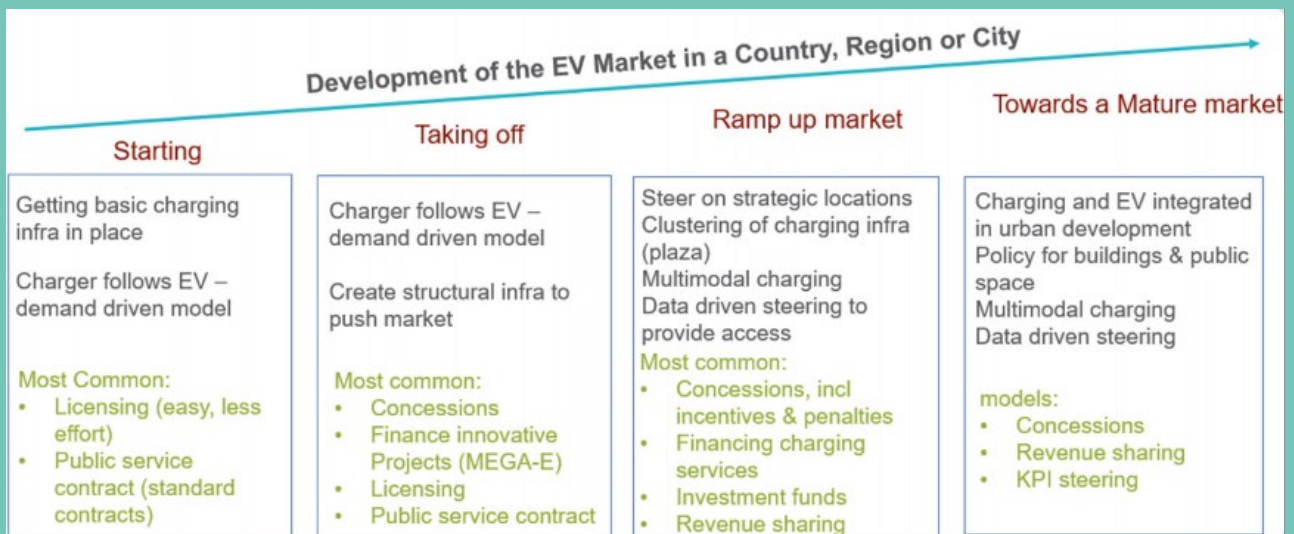 Development of the EV Market in a Country, Region or City
Starting
Taking off
Ramp up market
Towards a Mature market
Getting basic charging
infra in place
Charger follows EV –
demand driven model
Most Common:
• Licensing (easy, less
effort)
• Public service
contract (standard
contracts)
Charger follows EV –
demand driven model
Create structural infra to
push market
Most common:
• Concessions
• Finance innovative
Projects (MEGA-E)
• Licensing
• Public service contract
Steer on strategic locations
Clustering of charging infra
(plaza)
Multimodal charging
Data driven steering to
provide access
Most common:
• Concessions, incl
incentives & penalties
• Financing charging
services
• Investment funds
• Revenue sharing
Charging and EV integrated
in urban development
Policy for buildings & public
space
Multimodal charging
Data driven steering
models:
• Concessions
• Revenue sharing
• KPI steering